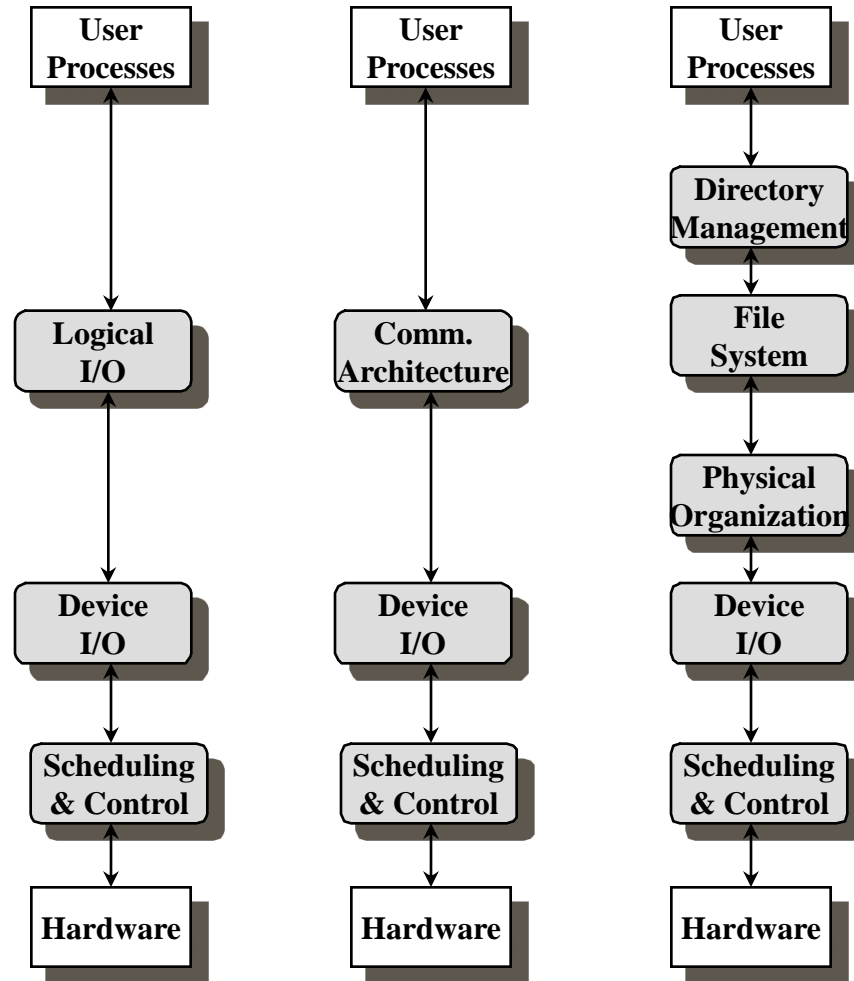 User
Processes
Logical
I/O
Device
I/O
Scheduling
& Control
Hardware
User
Processes
Comm.
Architecture
Device
I/O
Scheduling
& Control
Hardware
User
Processes
Directory
Management
File
System
Physical
Organization
Device
I/O
Scheduling
& Control
Hardware